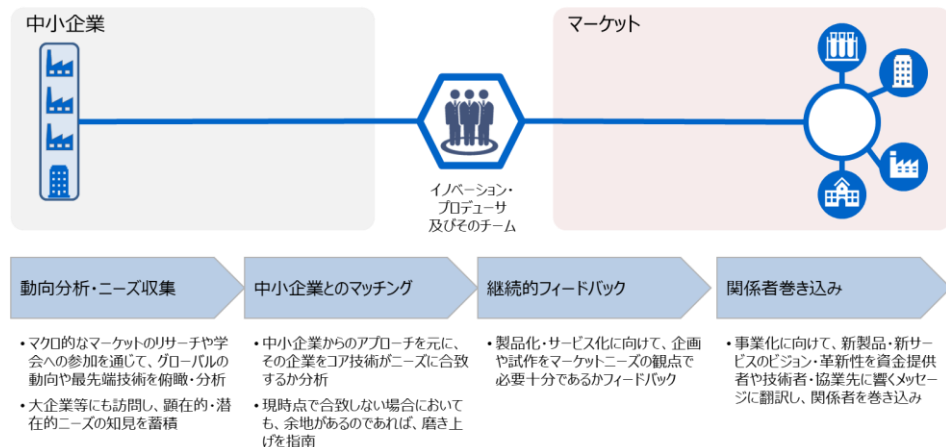 中小企業
マーケット
イノベーション・
プロデューサ
及びそのチーム
動向分析・ニーズ収集
中小企業とのマッチング
継続的フィードバック
関係者巻き込み
• マクロ的なマーケットのリサーチや学
会への参加を通じて、グローバルの
動向や最先端技術を俯瞰・分析
• 大企業等にも訪問し、顕在的・潜
在的ニーズの知見を蓄積
• 中小企業からのアプローチを元に、
その企業をコア技術がニーズに合致
するか分析
• 現時点で合致しない場合において
も、余地があるのであれば、磨き上
げを指南
• 製品化・サービス化に向けて、企画
や試作をマーケットニーズの観点で
必要十分であるかフィードバック
• 事業化に向けて、新製品・新サ
ービスのビジョン・革新性を資金提供
者や技術者・協業先に響くメッセー
ジに翻訳し、関係者を巻き込み